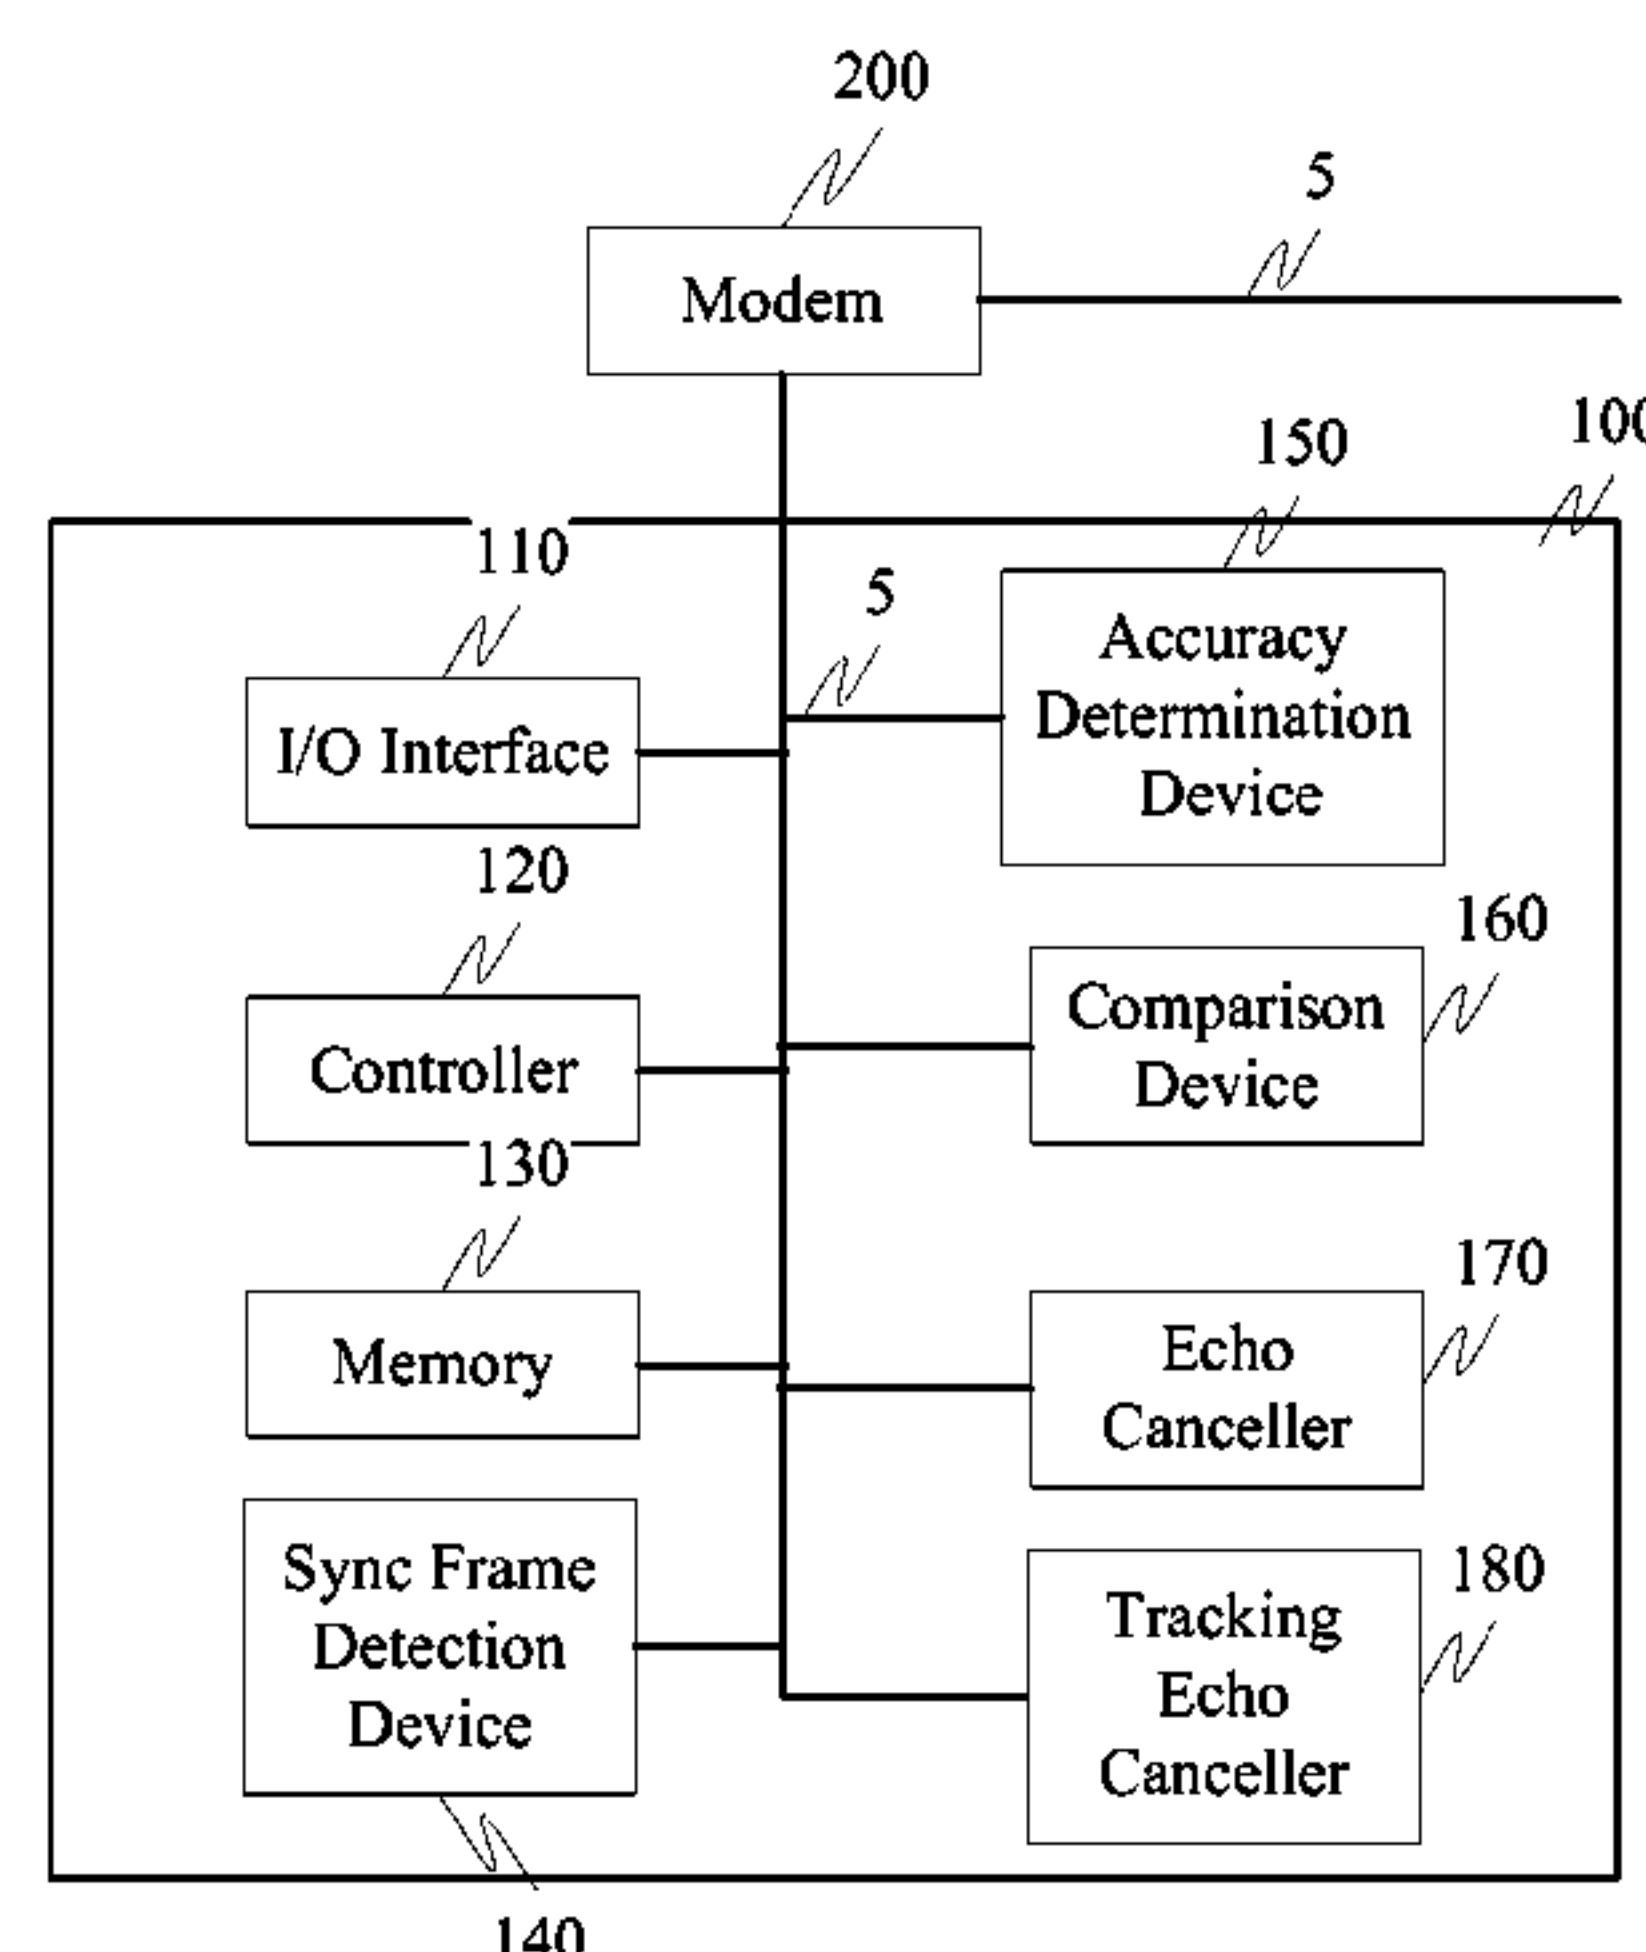 200
5
Modem
100
150
110
5
Accuracy
Determination
Device
I/O Interface
120
160
Controller
Comparison
Device
130
170
Memory
Echo
Canceller
Sync Frame
Detection
Device
180
Tracking
Echo
Canceller
140